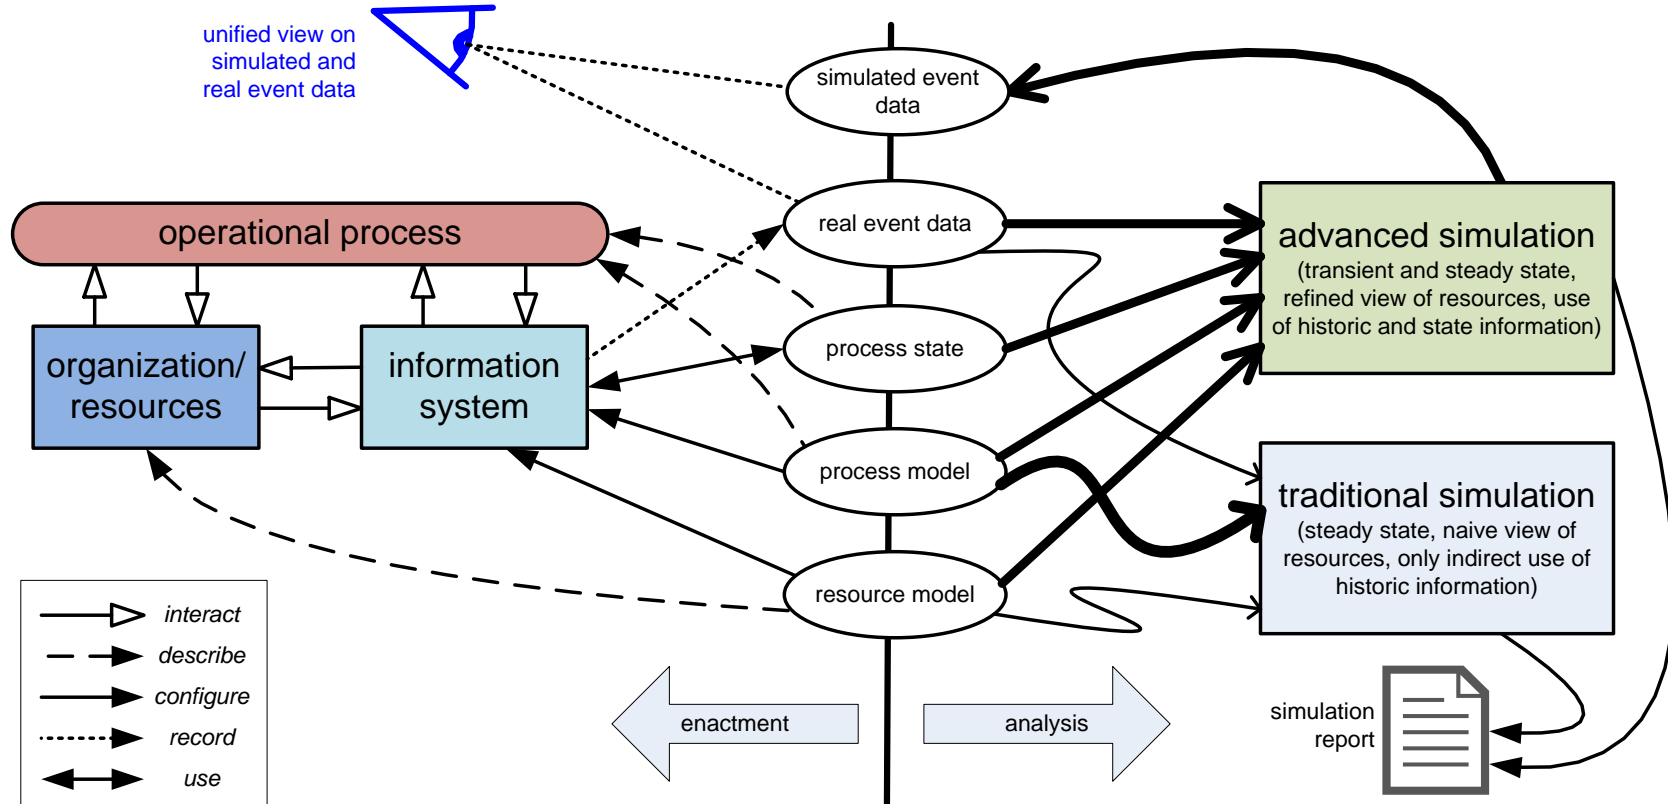 unified view on
simulated and
real event data
simulated event
data
operational process
real event data
advanced simulation
(transient and steady state,
refined view of resources, use
of historic and state information)
organization/
resources
information
system
process state
process model
traditional simulation
(steady state, naive view of
resources, only indirect use of
historic information)
resource model
interact
describe
configure
record
use
enactment
analysis
simulation
report